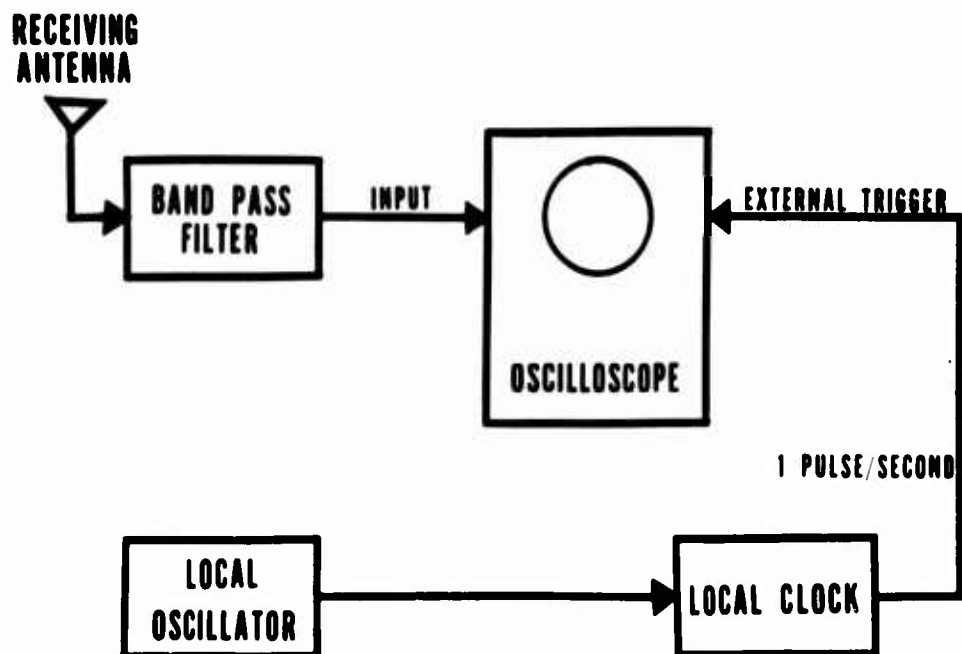 RECEIVING
ANTENNA
BAND PASS
FILTER
INPUT
EXTERNAL TRIGGER
OSCILLOSCOPE
1 PULSE/SECOND
LOCAL
OSCILLATOR
LOCAL CLOCK